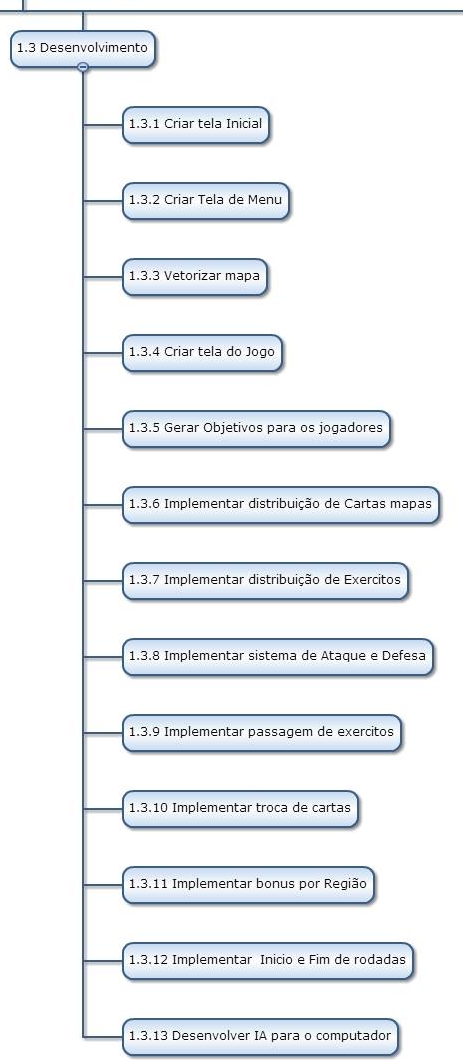 1.3 Desenvolvimento
1.3.1 Criar tela Inicial
1.3.2 Criar Tela de Menu
1.3.3 Vetorizar mapa
1.3.4 Criar tela do Jogo
1.3.5 Gerar Objetivos para os jogadores
1.3.6 Implementar distribuição de Cartas mapas
1.3.7 Implementar distribuição de Exercitos
1.3.8 Implementar sistema de Ataque e Defesa
1.3.9 Implementar passagem de exercitos
1.3.10 Implementar troca de cartas
1.3.11 Implementar bonus por Região
1.3.12 Implementar  Inicio e Fim de rodadas
1.3.13 Desenvolver IA para o computador